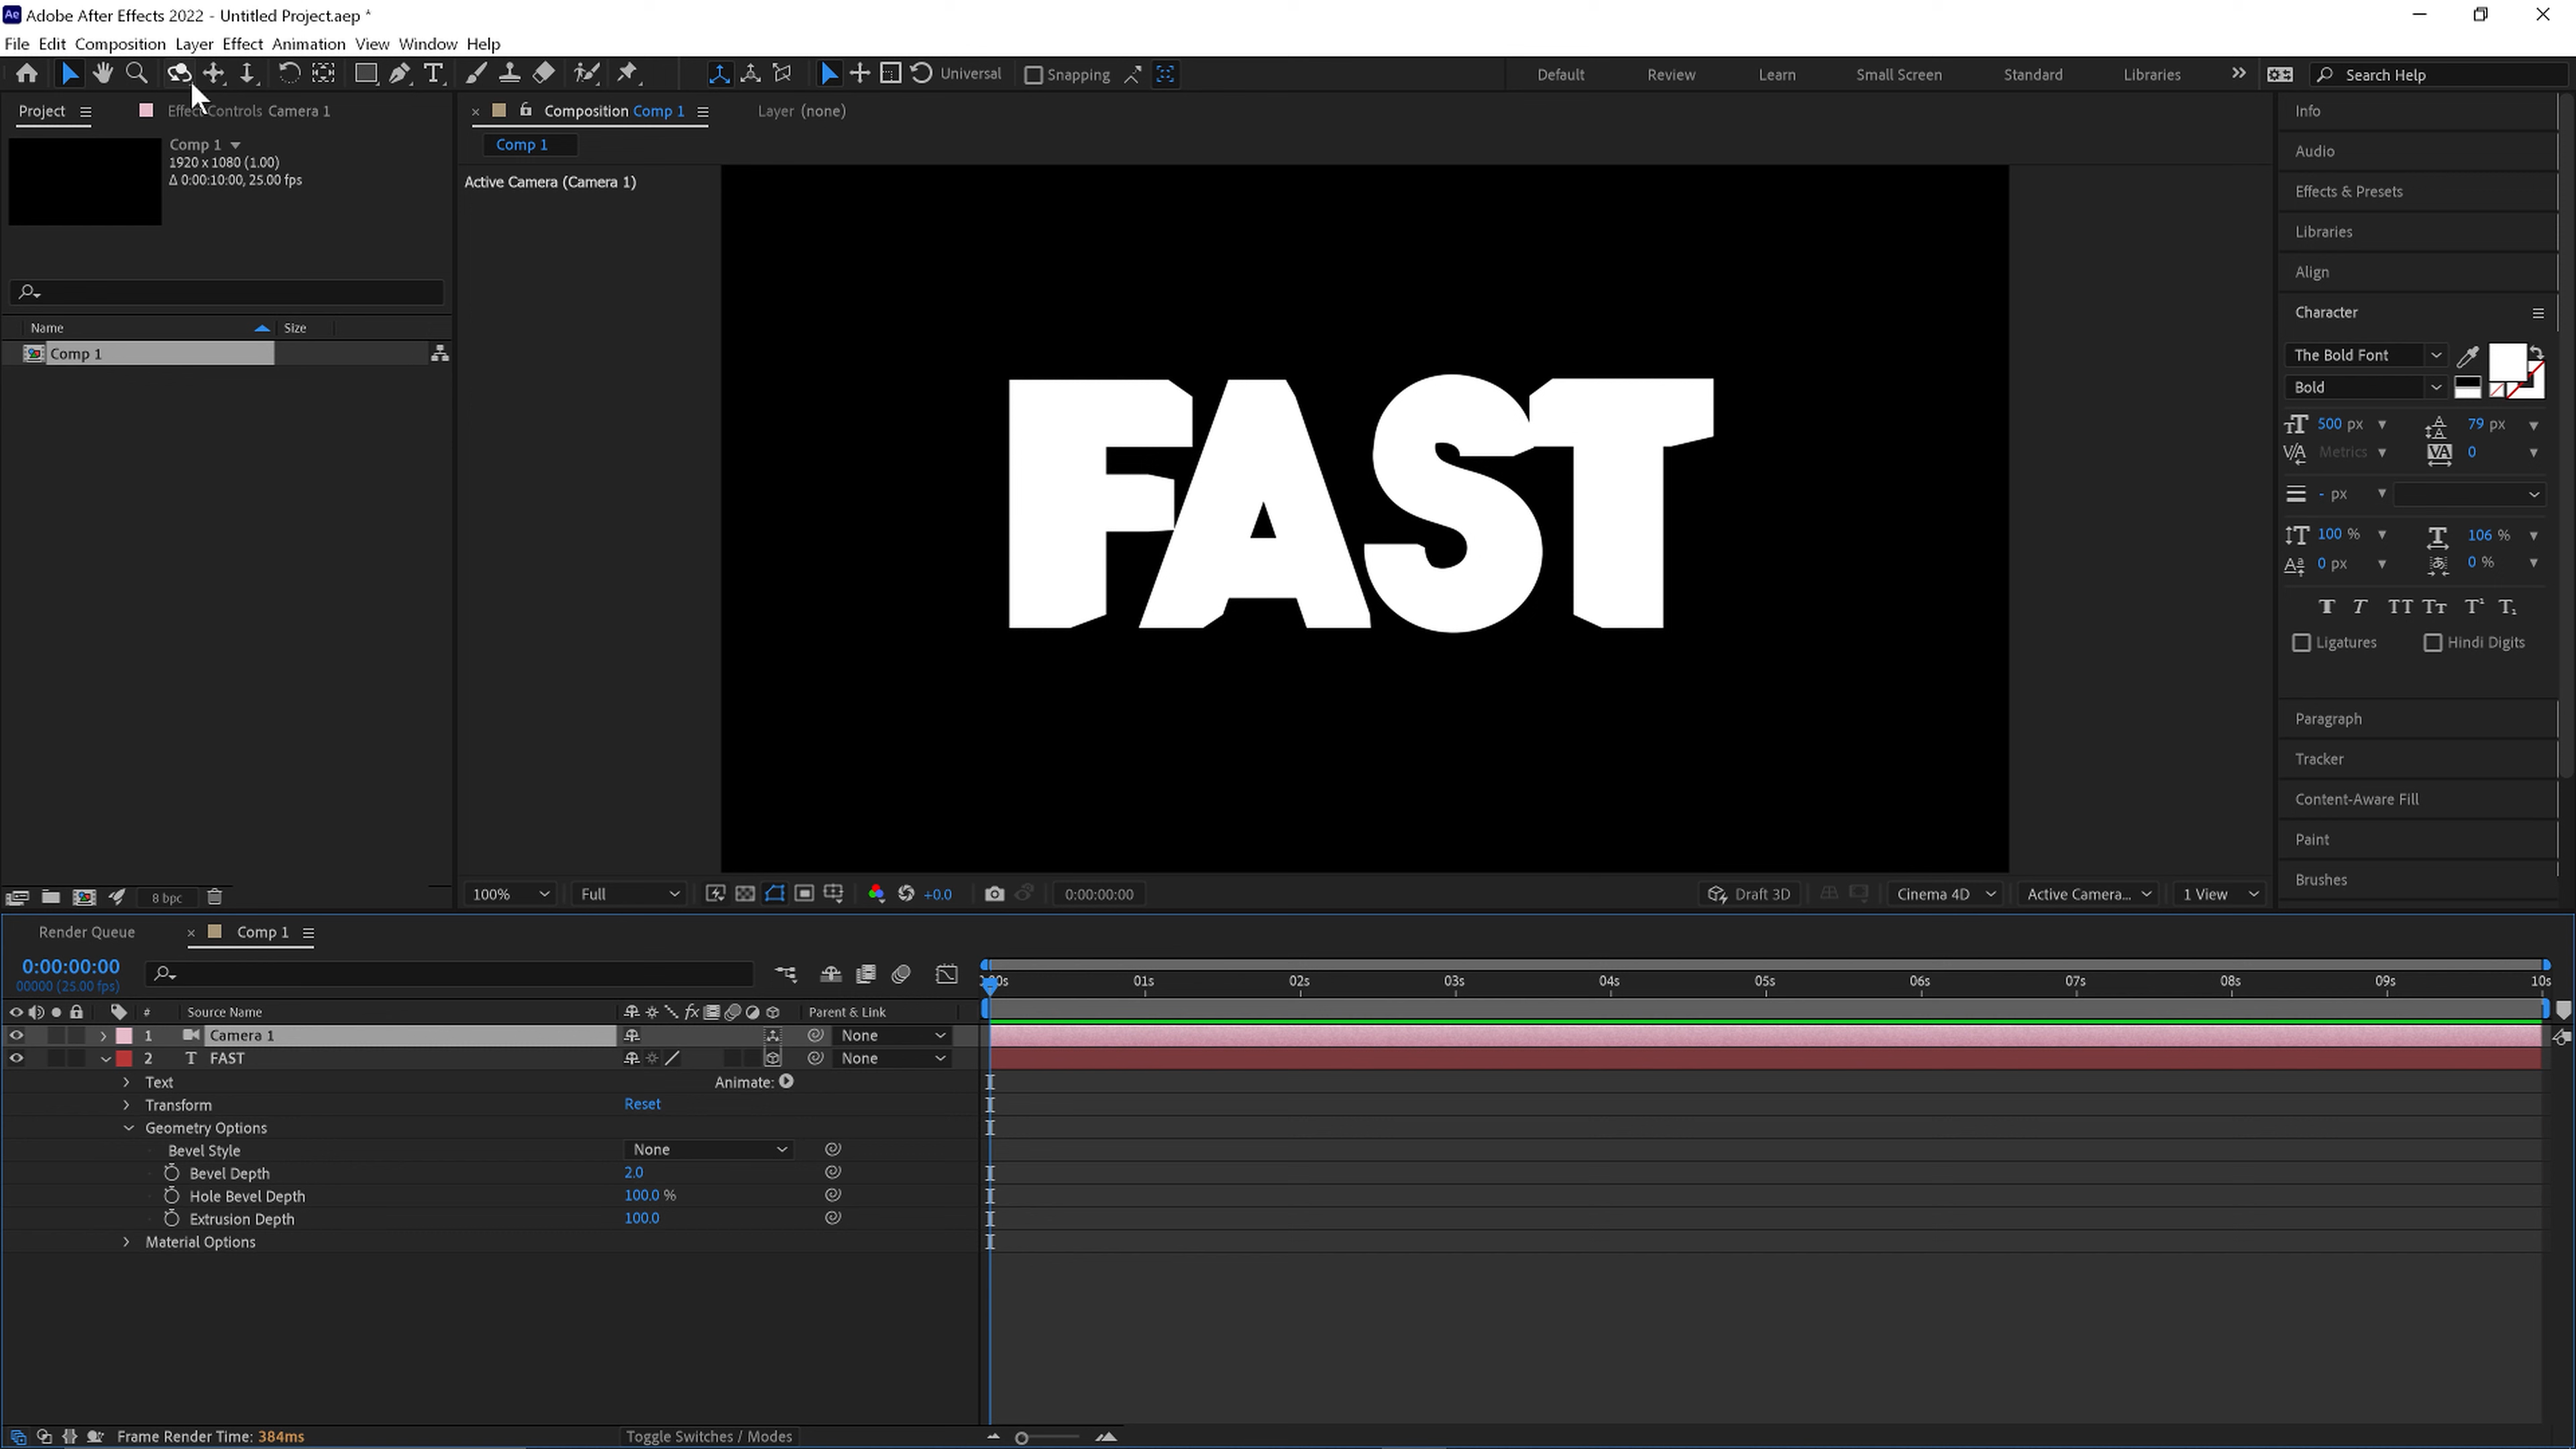 Ae Adobe After Effects 2022 - Untitled Project.aep *
File Edit Composition Layer Effect Animation View Window Help
Universal Snapping Default Review Learn Small Screen Standard Libraries Search Help
Project Effect Controls Camera 1
Composition Comp 1 Layer (none)
Comp 1
1920 x 1080 (1.00)
Δ 0:00:10:00, 25.00 fps
Name Size
Comp 1
8 bpc
Comp 1
Active Camera (Camera 1)
FAST
100% Full +0.0 0:00:00:00 Draft 3D Cinema 4D Active Camera... 1 View
Info
Audio
Effects & Presets
Libraries
Align
Character
The Bold Font
Bold
500 px 79 px
Metrics 0
- px
100 % 106 %
0 px 0 %
T T TT Tт T¹ T₁
Ligatures Hindi Digits
Paragraph
Tracker
Content-Aware Fill
Paint
Brushes
Render Queue Comp 1
0:00:00:00
00000 (25.00 fps)
:00s 01s 02s 03s 04s 05s 06s 07s 08s 09s 10s
# Source Name fx Parent & Link
1 Camera 1 None
2 T FAST None
Text Animate:
Transform Reset
Geometry Options
Bevel Style None
Bevel Depth 2.0
Hole Bevel Depth 100.0 %
Extrusion Depth 100.0
Material Options
Frame Render Time: 384ms Toggle Switches / Modes